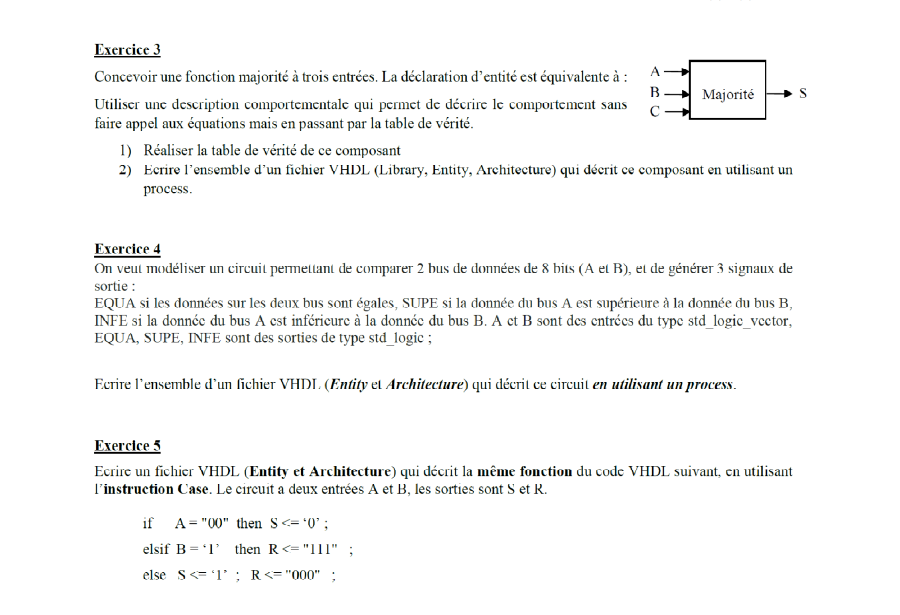 Exercice 3
Concevoir une fonction majorité à trois entrées. La déclaration d'entité est équivalente à :
A
B
C
Majorité
S
Utiliser une description comportementale qui permet de décrire le comportement sans
faire appel aux équations mais en passant par la table de vérité.
1) Réaliser la table de vérité de ce composant
2) Ecrire l'ensemble d'un fichier VHDL (Library, Entity, Architecture) qui décrit ce composant en utilisant un
process.
Exercice 4
On veut modéliser un circuit permettant de comparer 2 bus de données de 8 bits (A et B), et de générer 3 signaux de
sortie :
EQUA si les données sur les deux bus sont égales, SUPE si la donnée du bus A est supérieure à la donnée du bus B,
INFE si la donnée du bus A est inférieure à la donnée du bus B. A et B sont des entrées du type std_logic_vector,
EQUA, SUPE, INFE sont des sorties de type std_logic ;
Ecrire l'ensemble d'un fichier VHDL (Entity et Architecture) qui décrit ce circuit en utilisant un process.
Exercice 5
Ecrire un fichier VHDL (Entity et Architecture) qui décrit la même fonction du code VHDL suivant, en utilisant
l'instruction Case. Le circuit a deux entrées A et B, les sorties sont S et R.
if A = "00" then S <= '0' ;
elsif B = '1' then R <= "111" ;
else S <= '1' ; R <= "000" ;